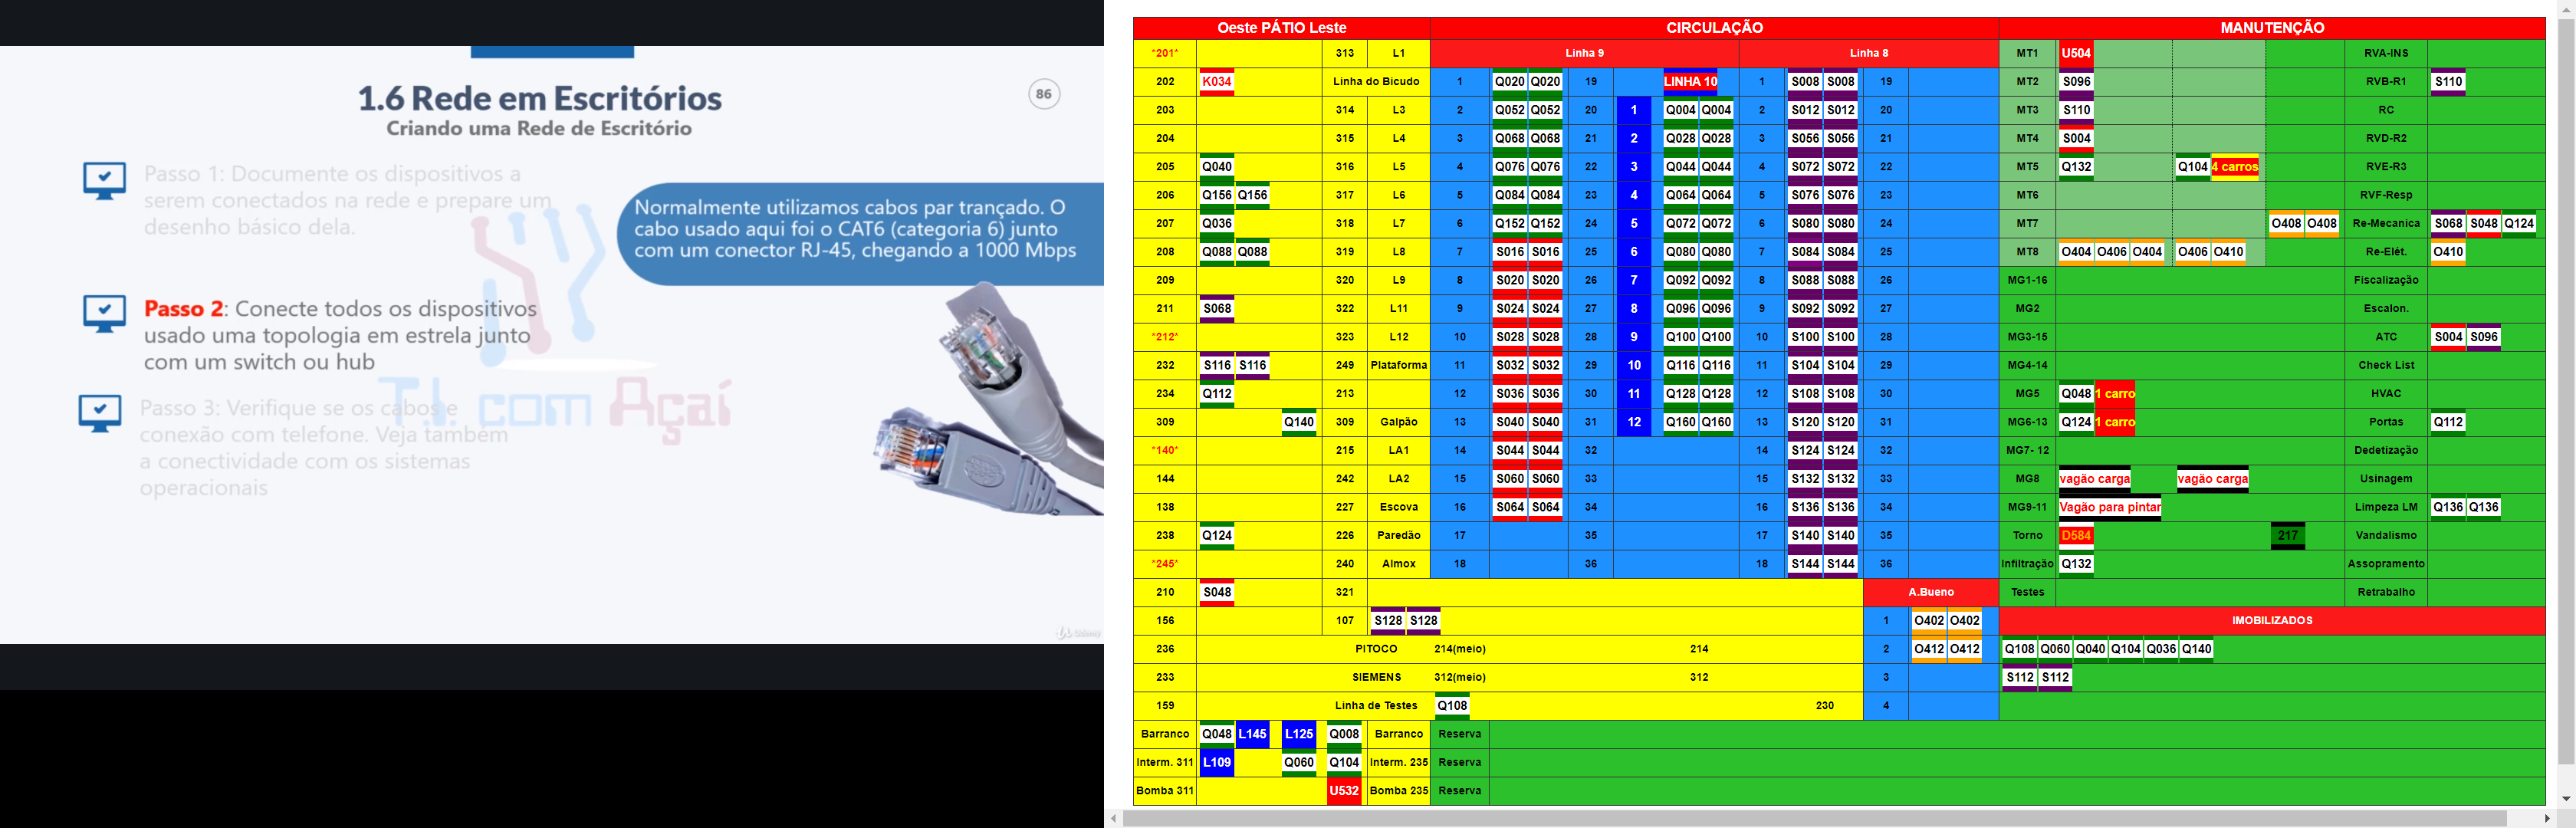 1.6 Rede em Escritórios
86
Criando uma Rede de Escritório
Passo 1: Documente os dispositivos a
serem conectados na rede e prepare um
desenho básico dela.
Normalmente utilizamos cabos par trançado. O
cabo usado aqui foi o CAT6 (categoria 6) junto
com um conector RJ-45, chegando a 1000 Mbps
Passo 2: Conecte todos os dispositivos
usado uma topologia em estrela junto
com um switch ou hub
T.I. com Açaí
Passo 3: Verifique se os cabos e
conexão com telefone. Veja também
a conectividade com os sistemas
operacionais
Udemy
Oeste PÁTIO Leste CIRCULAÇÃO MANUTENÇÃO
*201* 313 L1 Linha 9 Linha 8 MT1 U504 RVA-INS
202 K034 Linha do Bicudo 1 Q020 Q020 19 LINHA 10 1 S008 S008 19 MT2 S096 RVB-R1 S110
203 314 L3 2 Q052 Q052 20 1 Q004 Q004 2 S012 S012 20 MT3 S110 RC
204 315 L4 3 Q068 Q068 21 2 Q028 Q028 3 S056 S056 21 MT4 S004 RVD-R2
205 Q040 316 L5 4 Q076 Q076 22 3 Q044 Q044 4 S072 S072 22 MT5 Q132 Q104 4 carros RVE-R3
206 Q156 Q156 317 L6 5 Q084 Q084 23 4 Q064 Q064 5 S076 S076 23 MT6 RVF-Resp
207 Q036 318 L7 6 Q152 Q152 24 5 Q072 Q072 6 S080 S080 24 MT7 O408 O408 Re-Mecanica S068 S048 Q124
208 Q088 Q088 319 L8 7 S016 S016 25 6 Q080 Q080 7 S084 S084 25 MT8 O404 O406 O404 O406 O410 Re-Elét. O410
209 320 L9 8 S020 S020 26 7 Q092 Q092 8 S088 S088 26 MG1-16 Fiscalização
211 S068 322 L11 9 S024 S024 27 8 Q096 Q096 9 S092 S092 27 MG2 Escalon.
*212* 323 L12 10 S028 S028 28 9 Q100 Q100 10 S100 S100 28 MG3-15 ATC S004 S096
232 S116 S116 249 Plataforma 11 S032 S032 29 10 Q116 Q116 11 S104 S104 29 MG4-14 Check List
234 Q112 213 12 S036 S036 30 11 Q128 Q128 12 S108 S108 30 MG5 Q048 1 carro HVAC
309 Q140 309 Galpão 13 S040 S040 31 12 Q160 Q160 13 S120 S120 31 MG6-13 Q124 1 carro Portas Q112
*140* 215 LA1 14 S044 S044 32 14 S124 S124 32 MG7- 12 Dedetização
144 242 LA2 15 S060 S060 33 15 S132 S132 33 MG8 vagão carga vagão carga Usinagem
138 227 Escova 16 S064 S064 34 16 S136 S136 34 MG9-11 Vagão para pintar Limpeza LM Q136 Q136
238 Q124 226 Paredão 17 35 17 S140 S140 35 Torno D584 217 Vandalismo
*245* 240 Almox 18 36 18 S144 S144 36 Infiltração Q132 Assopramento
210 S048 321 A.Bueno Testes Retrabalho
156 107 S128 S128 1 O402 O402 IMOBILIZADOS
236 PITOCO 214(meio) 214 2 O412 O412 Q108 Q060 Q040 Q104 Q036 Q140
233 SIEMENS 312(meio) 312 3 S112 S112
159 Linha de Testes Q108 230 4
Barranco Q048 L145 L125 Q008 Barranco Reserva
Interm. 311 L109 Q060 Q104 Interm. 235 Reserva
Bomba 311 U532 Bomba 235 Reserva